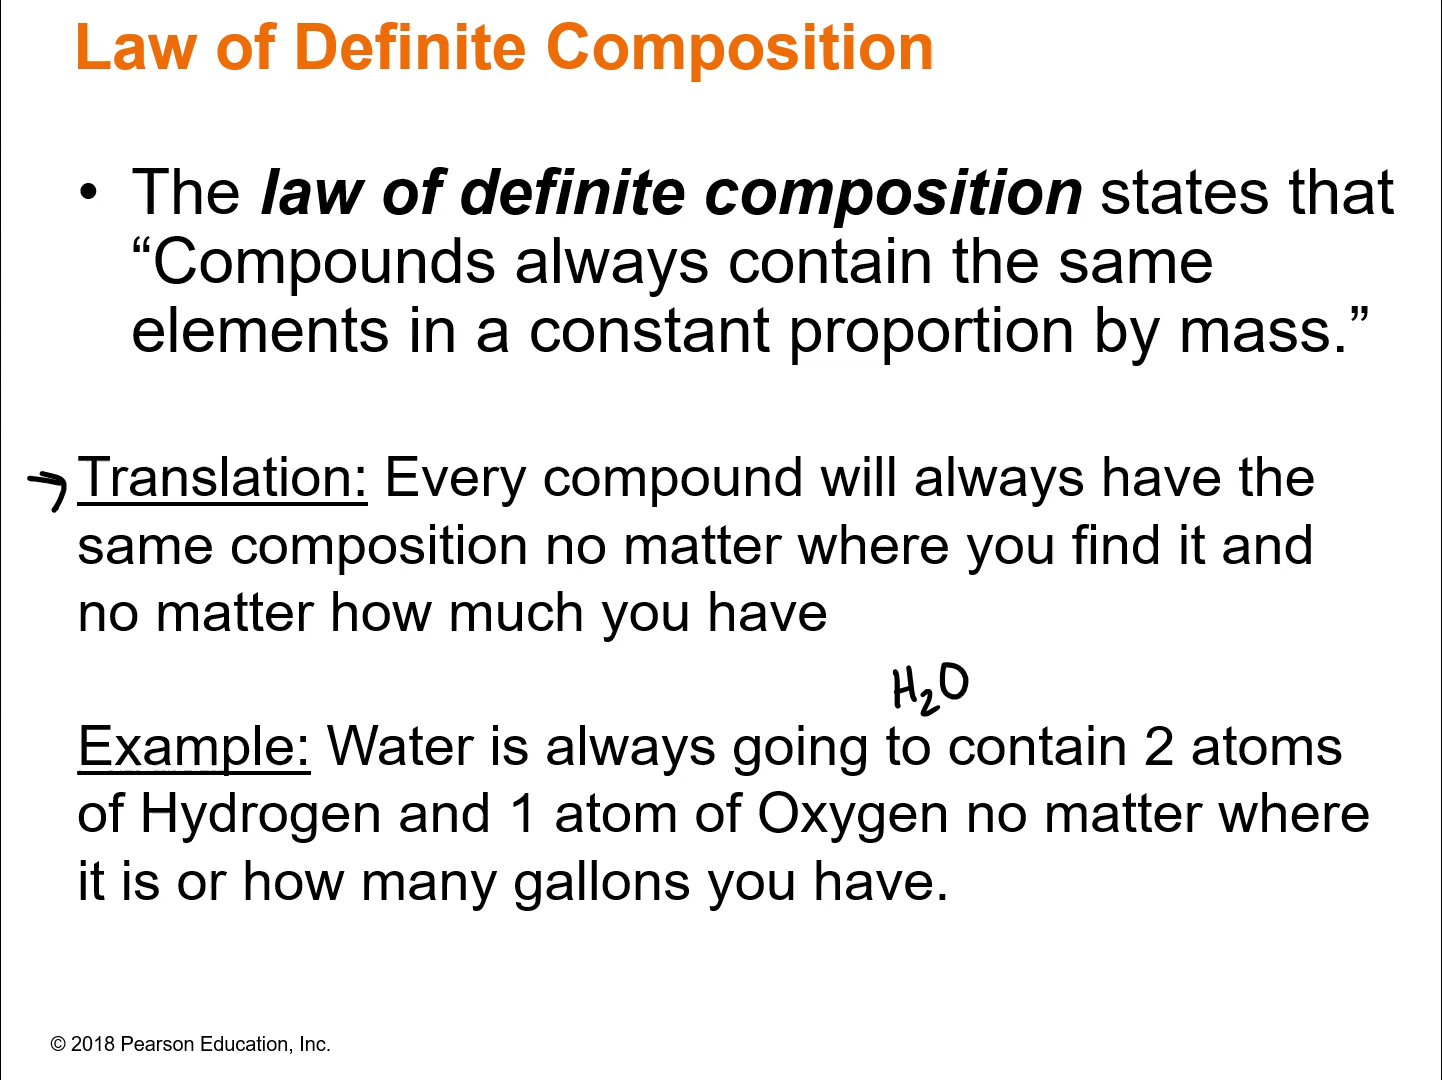 Law of Definite Composition
• The law of definite composition states that
“Compounds always contain the same
elements in a constant proportion by mass.”
Translation: Every compound will always have the
same composition no matter where you find it and
no matter how much you have
H₂O
Example: Water is always going to contain 2 atoms
of Hydrogen and 1 atom of Oxygen no matter where
it is or how many gallons you have.
© 2018 Pearson Education, Inc.